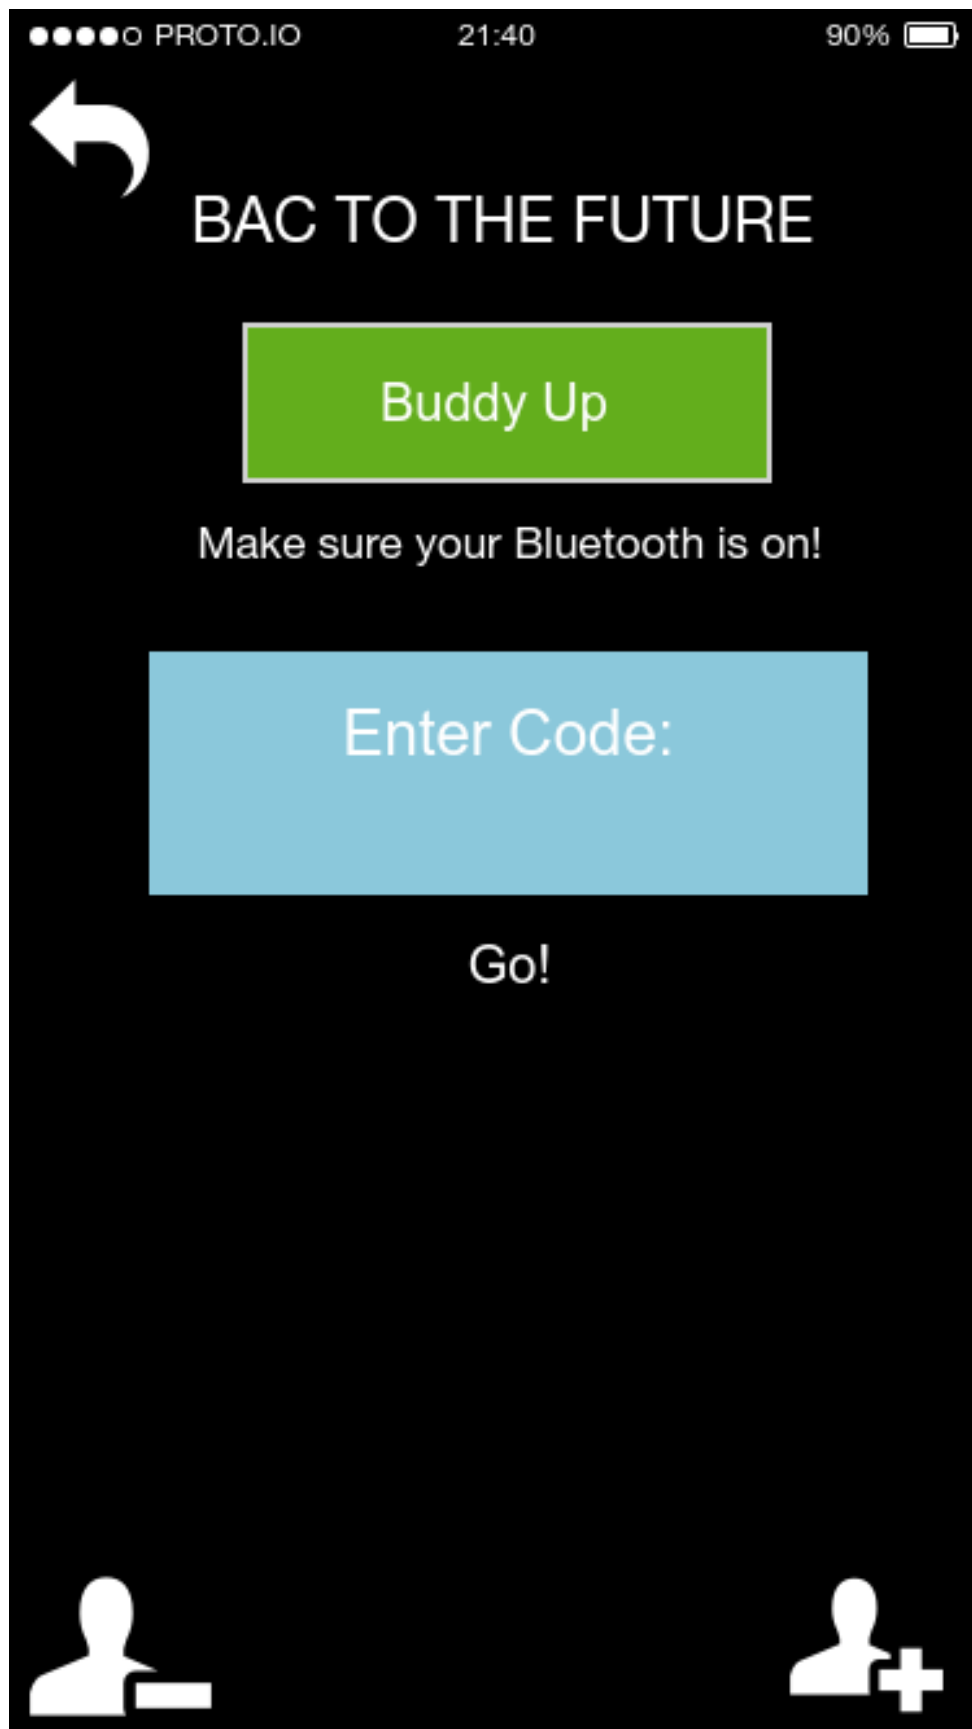 PROTO.IO 21:40 90%
BAC TO THE FUTURE
Buddy Up
Make sure your Bluetooth is on!
Enter Code:
Go!